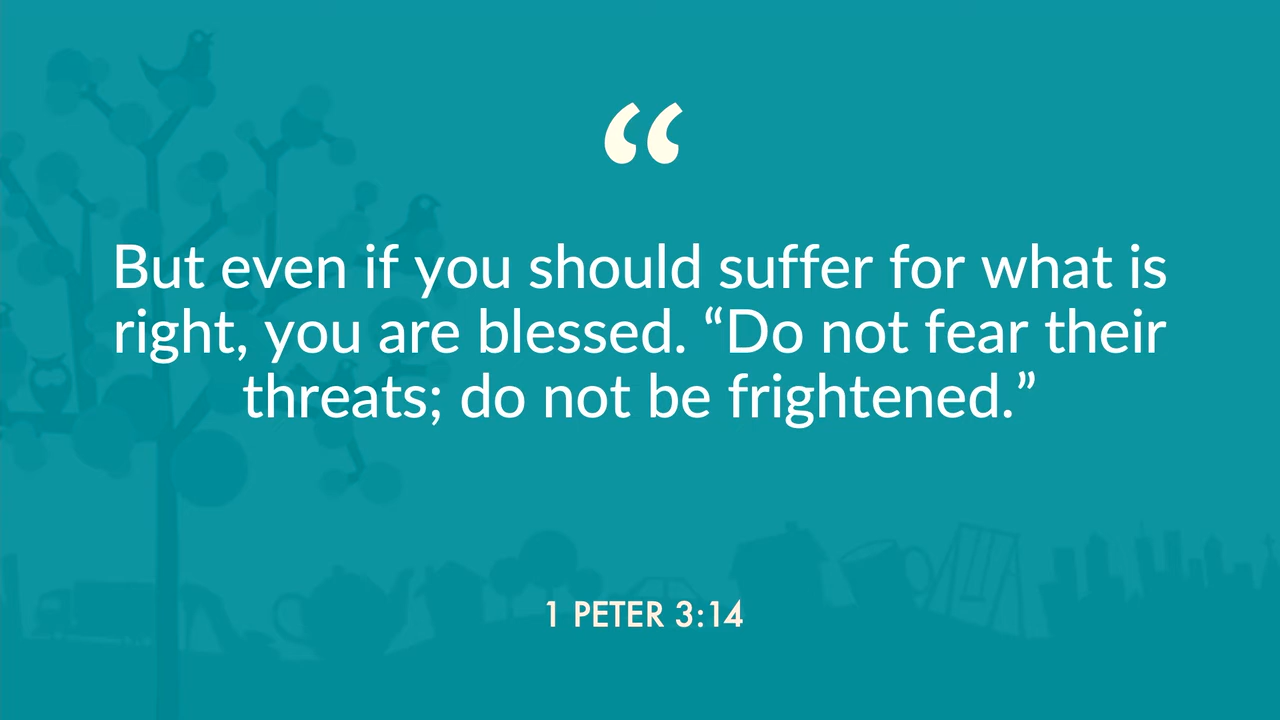 “
But even if you should suffer for what is
right, you are blessed. “Do not fear their
threats; do not be frightened.”
1 PETER 3:14